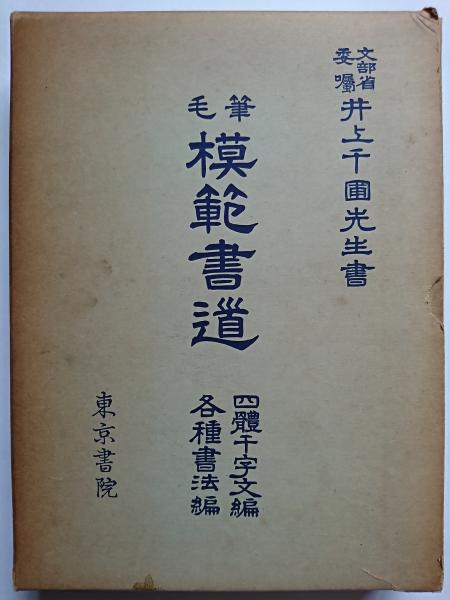 文部省
委嘱
井上千圃先生書
毛筆
模範書道
四體千字文編
各種書法編
東京書院